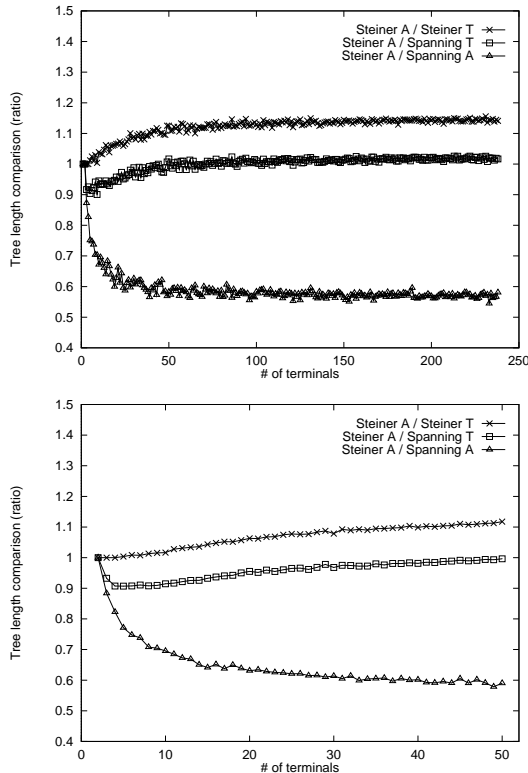 1.5
1.4
1.3
1.2
1.1
1
0.9
0.8
0.7
0.6
0.5
0.4
Tree length comparison (ratio)
Steiner A / Steiner T
Steiner A / Spanning T
Steiner A / Spanning A
0 50 100 150 200 250
# of terminals
1.5
1.4
1.3
1.2
1.1
1
0.9
0.8
0.7
0.6
0.5
0.4
Tree length comparison (ratio)
Steiner A / Steiner T
Steiner A / Spanning T
Steiner A / Spanning A
0 10 20 30 40 50
# of terminals